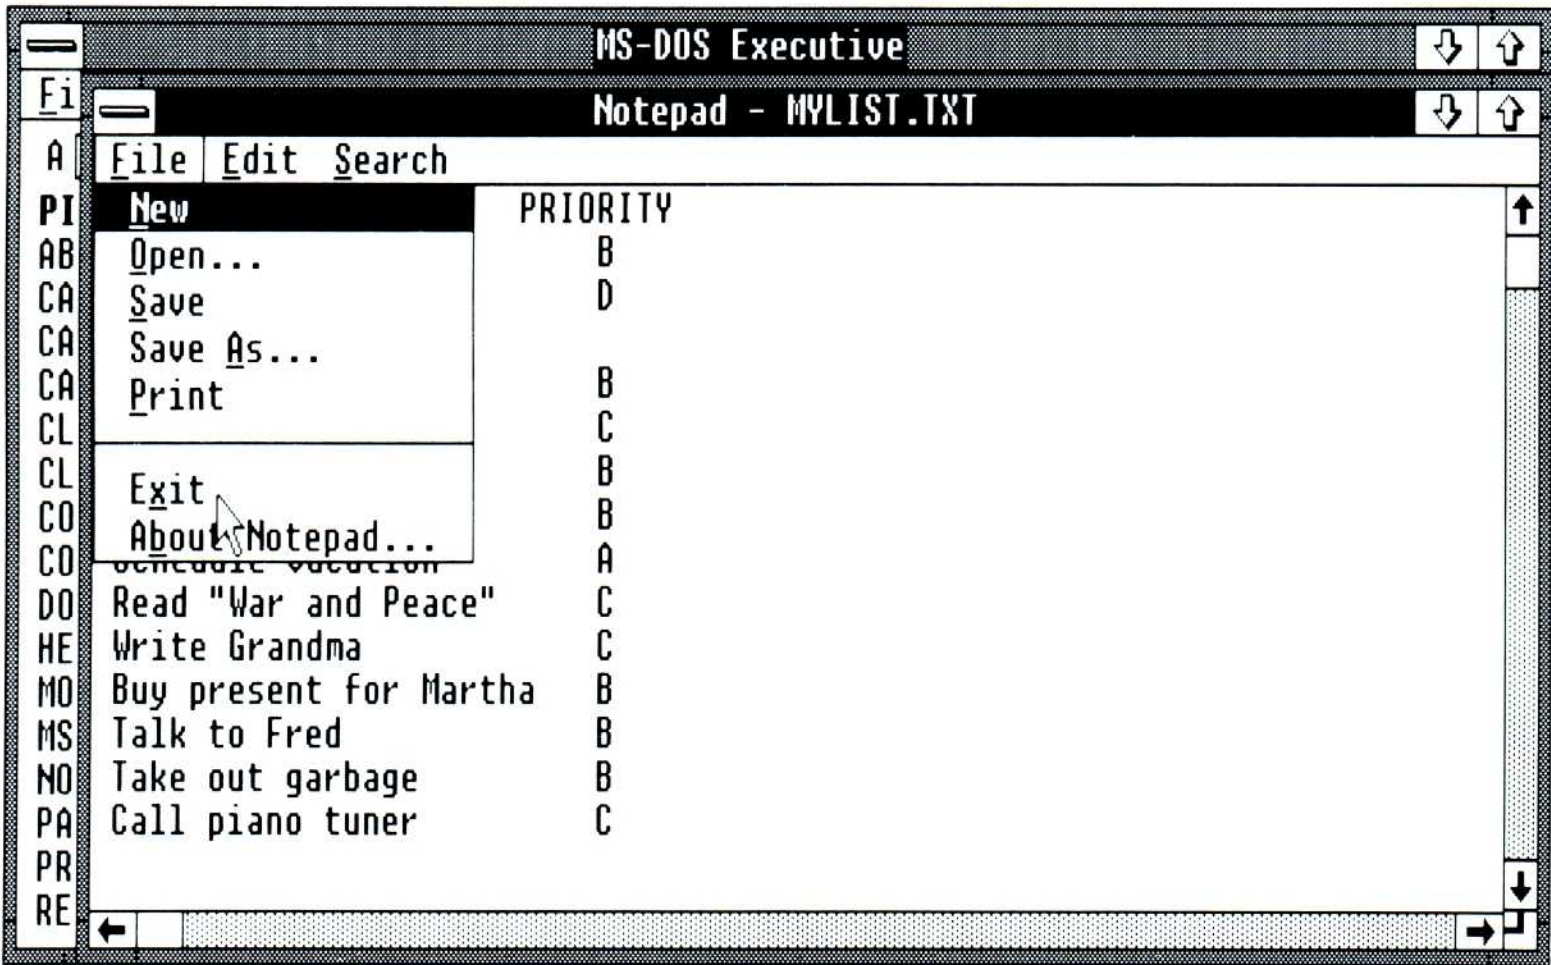 MS-DOS Executive
Fi
Notepad - MYLIST.TXT
A
File Edit Search
PI
New
PRIORITY
AB
Open...
B
CA
Save
D
CA
Save As...
CA
Print
B
CL
C
CL
Exit
B
CO
About Notepad...
B
CO
Schedule vacation
A
DO
Read "War and Peace"
C
HE
Write Grandma
C
MO
Buy present for Martha
B
MS
Talk to Fred
B
NO
Take out garbage
B
PA
Call piano tuner
C
PR
RE